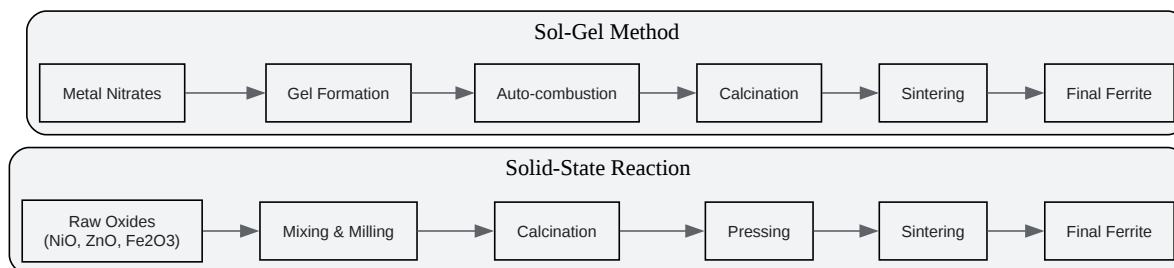 Sol-Gel Method
Metal Nitrates
Gel Formation
Auto-combustion
Calcination
Sintering
Final Ferrite
Solid-State Reaction
Raw Oxides
(NiO, ZnO, Fe2O3)
Mixing & Milling
Calcination
Pressing
Sintering
Final Ferrite